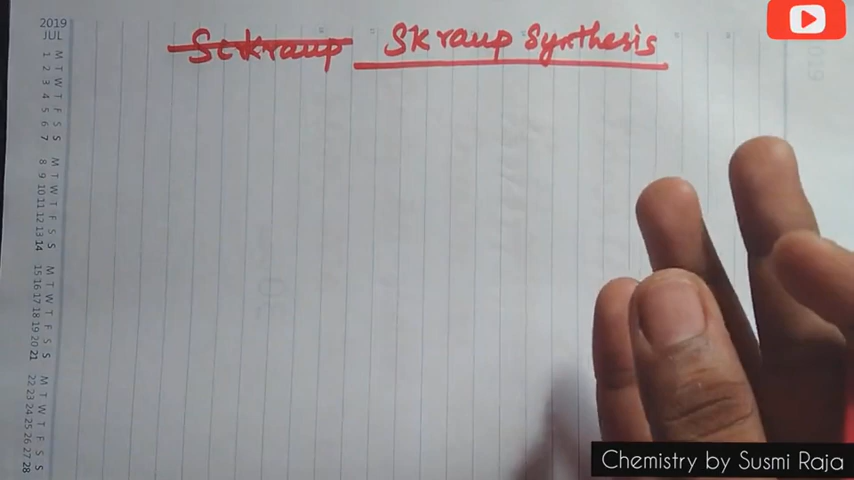 2019
JUL
Sckraup Skraup Synthesis
M T W T F S S
1 2 3 4 5 6 7
M T W T F S S
8 9 10 11 12 13 14
M T W T F S S
15 16 17 18 19 20 21
M T W T F S S
22 23 24 25 26 27 28
Chemistry by Susmi Raja